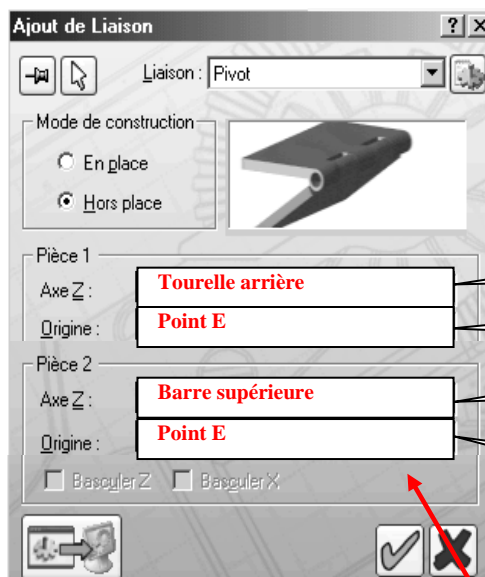 Ajout de Liaison
Liaison : Pivot
Mode de construction
En place
Hors place
Pièce 1
Axe Z : Tourelle arrière
Origine : Point E
Pièce 2
Axe Z : Barre supérieure
Origine : Point E
Basculer Z Basculer X